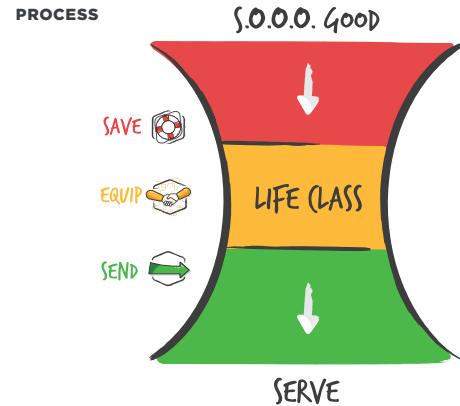 PROCESS
S.O.O.O. GOOD
SAVE
EQUIP
LIFE CLASS
SEND
SERVE